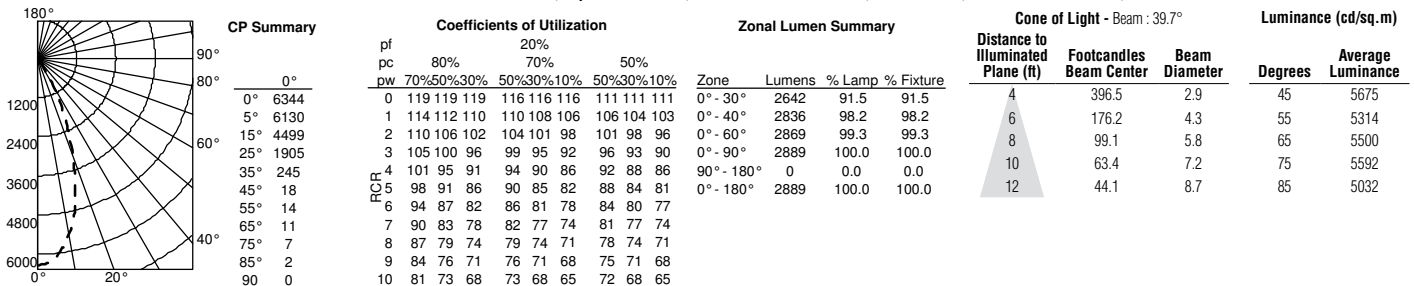 180°
90°
80°
1200
2400
60°
3600
4800
40°
6000
0° 20°
CP Summary
0°
0° 6344
5° 6130
15° 4499
25° 1905
35° 245
45° 18
55° 14
65° 11
75° 7
85° 2
90 0
Coefficients of Utilization
pf 20%
pc 80% 70% 50%
pw 70%50%30% 50%30%10% 50%30%10%
RCR
0 119 119 119 116 116 116 111 111 111
1 114 112 110 110 108 106 106 104 103
2 110 106 102 104 101 98 101 98 96
3 105 100 96 99 95 92 96 93 90
4 101 95 91 94 90 86 92 88 86
5 98 91 86 90 85 82 88 84 81
6 94 87 82 86 81 78 84 80 77
7 90 83 78 82 77 74 81 77 74
8 87 79 74 79 74 71 78 74 71
9 84 76 71 76 71 68 75 71 68
10 81 73 68 73 68 65 72 68 65
Zonal Lumen Summary
Zone Lumens % Lamp % Fixture
0°- 30° 2642 91.5 91.5
0°- 40° 2836 98.2 98.2
0°- 60° 2869 99.3 99.3
0°- 90° 2889 100.0 100.0
90°- 180° 0 0.0 0.0
0°- 180° 2889 100.0 100.0
Cone of Light - Beam : 39.7°
Distance to Illuminated Plane (ft) Footcandles Beam Center Beam Diameter
4 396.5 2.9
6 176.2 4.3
8 99.1 5.8
10 63.4 7.2
12 44.1 8.7
Luminance (cd/sq.m)
Degrees Average Luminance
45 5675
55 5314
65 5500
75 5592
85 5032